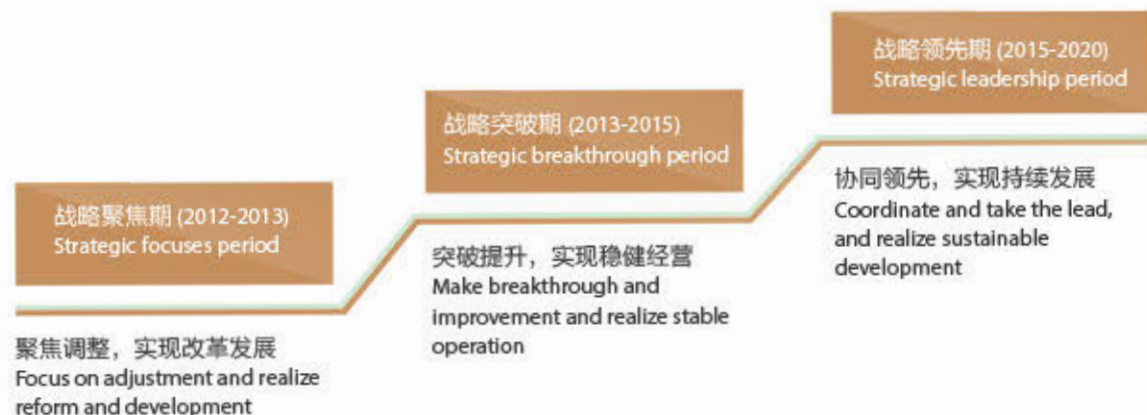 战略聚焦期 (2012-2013)
Strategic focuses period
聚焦调整，实现改革发展
Focus on adjustment and realize
reform and development
战略突破期 (2013-2015)
Strategic breakthrough period
突破提升，实现稳健经营
Make breakthrough and
improvement and realize stable
operation
战略领先期 (2015-2020)
Strategic leadership period
协同领先，实现持续发展
Coordinate and take the lead,
and realize sustainable
development